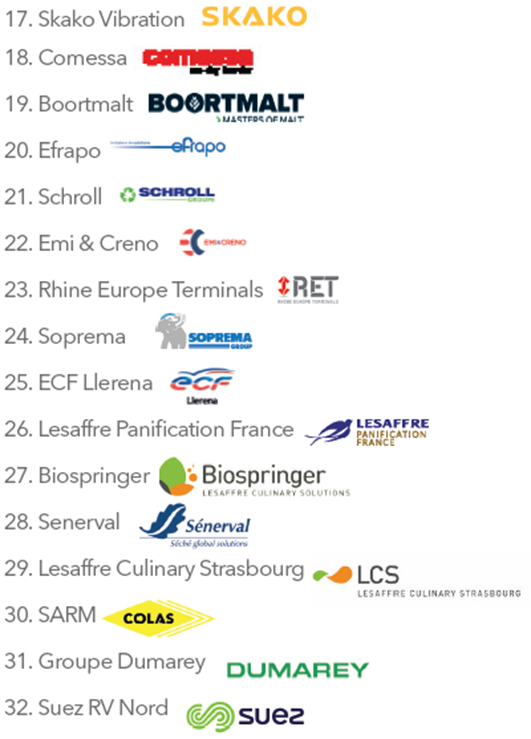 17. Skako Vibration SKAKO
18. Comessa comessa
19. Boortmalt BOORTMALT
MASTERS OF MALT
20. Efrapo efrapo
21. Schroll SCHROLL
GROUPE
22. Emi & Creno EMI&CRENO
23. Rhine Europe Terminals RET
RHINE EUROPE TERMINALS
24. Soprema SOPREMA
GROUP
25. ECF Llerena ecf
Llerena
26. Lesaffre Panification France LESAFFRE
PANIFICATION
FRANCE
27. Biospringer Biospringer
LESAFFRE CULINARY SOLUTIONS
28. Senerval Sénerval
Séché global solutions
29. Lesaffre Culinary Strasbourg LCS
LESAFFRE CULINARY STRASBOURG
30. SARM COLAS
31. Groupe Dumarey DUMAREY
32. Suez RV Nord suez